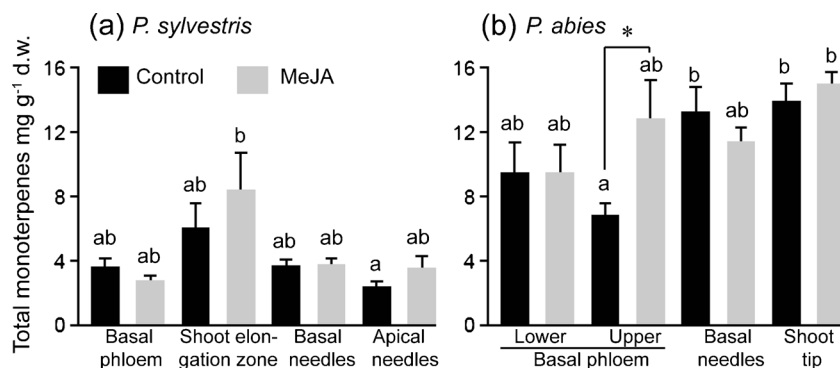 (a) P. sylvestris
Control
MeJA
Total monoterpenes mg g⁻¹ d.w.
16
12
8
4
0
ab
ab
ab
b
ab
ab
a
ab
Basal
phloem
Shoot elon-
gation zone
Basal
needles
Apical
needles
(b) P. abies
16
12
8
4
0
ab
ab
a
*
ab
b
ab
b
b
Lower
Upper
Basal phloem
Basal
needles
Shoot
tip